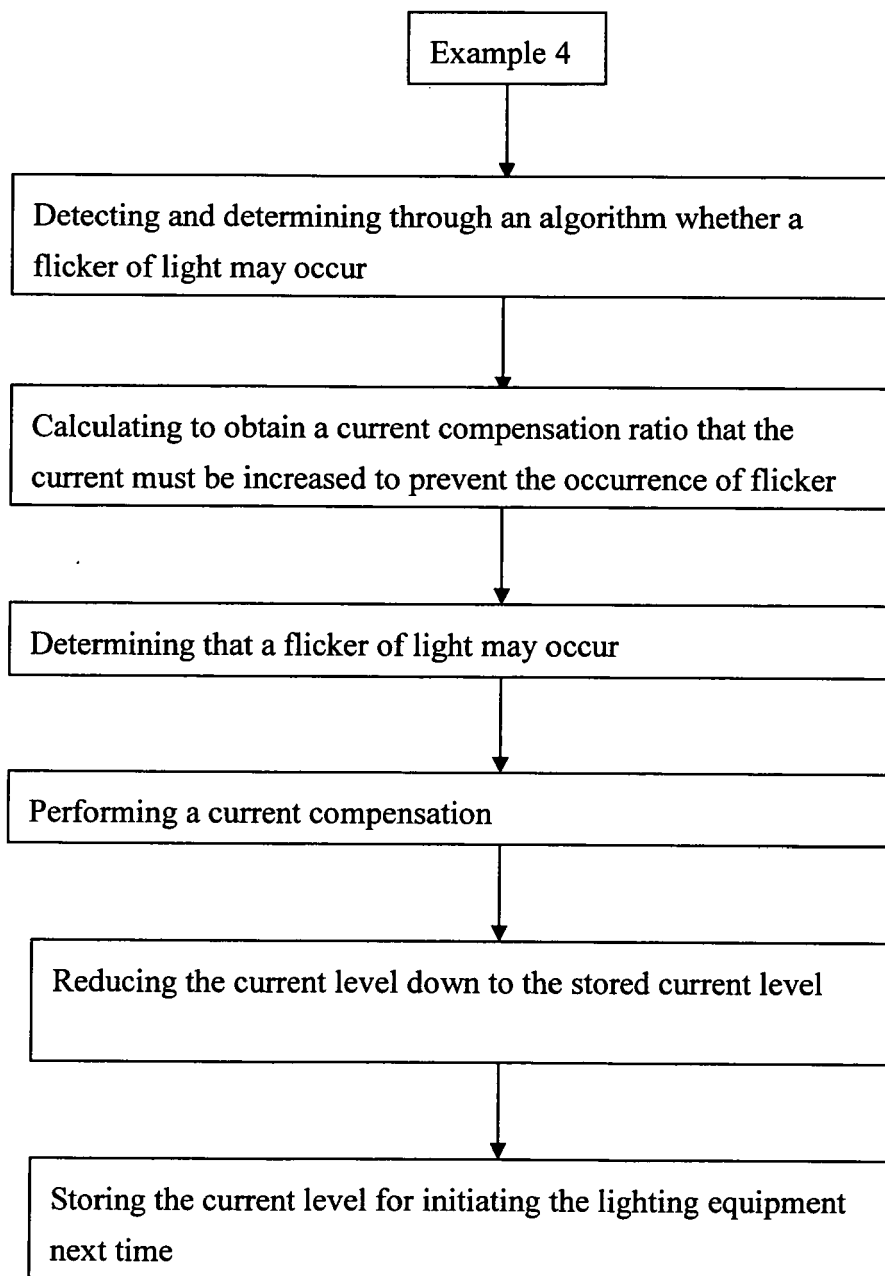 Example 4
Detecting and determining through an algorithm whether a
flicker of light may occur
Calculating to obtain a current compensation ratio that the
current must be increased to prevent the occurrence of flicker
Determining that a flicker of light may occur
Performing a current compensation
Reducing the current level down to the stored current level
Storing the current level for initiating the lighting equipment
next time